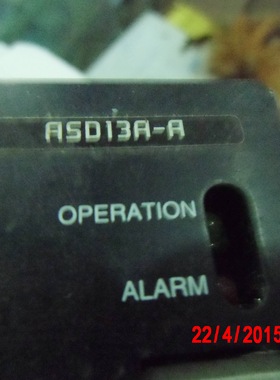 ASD13A-A
OPERATION
ALARM
22/4/2015